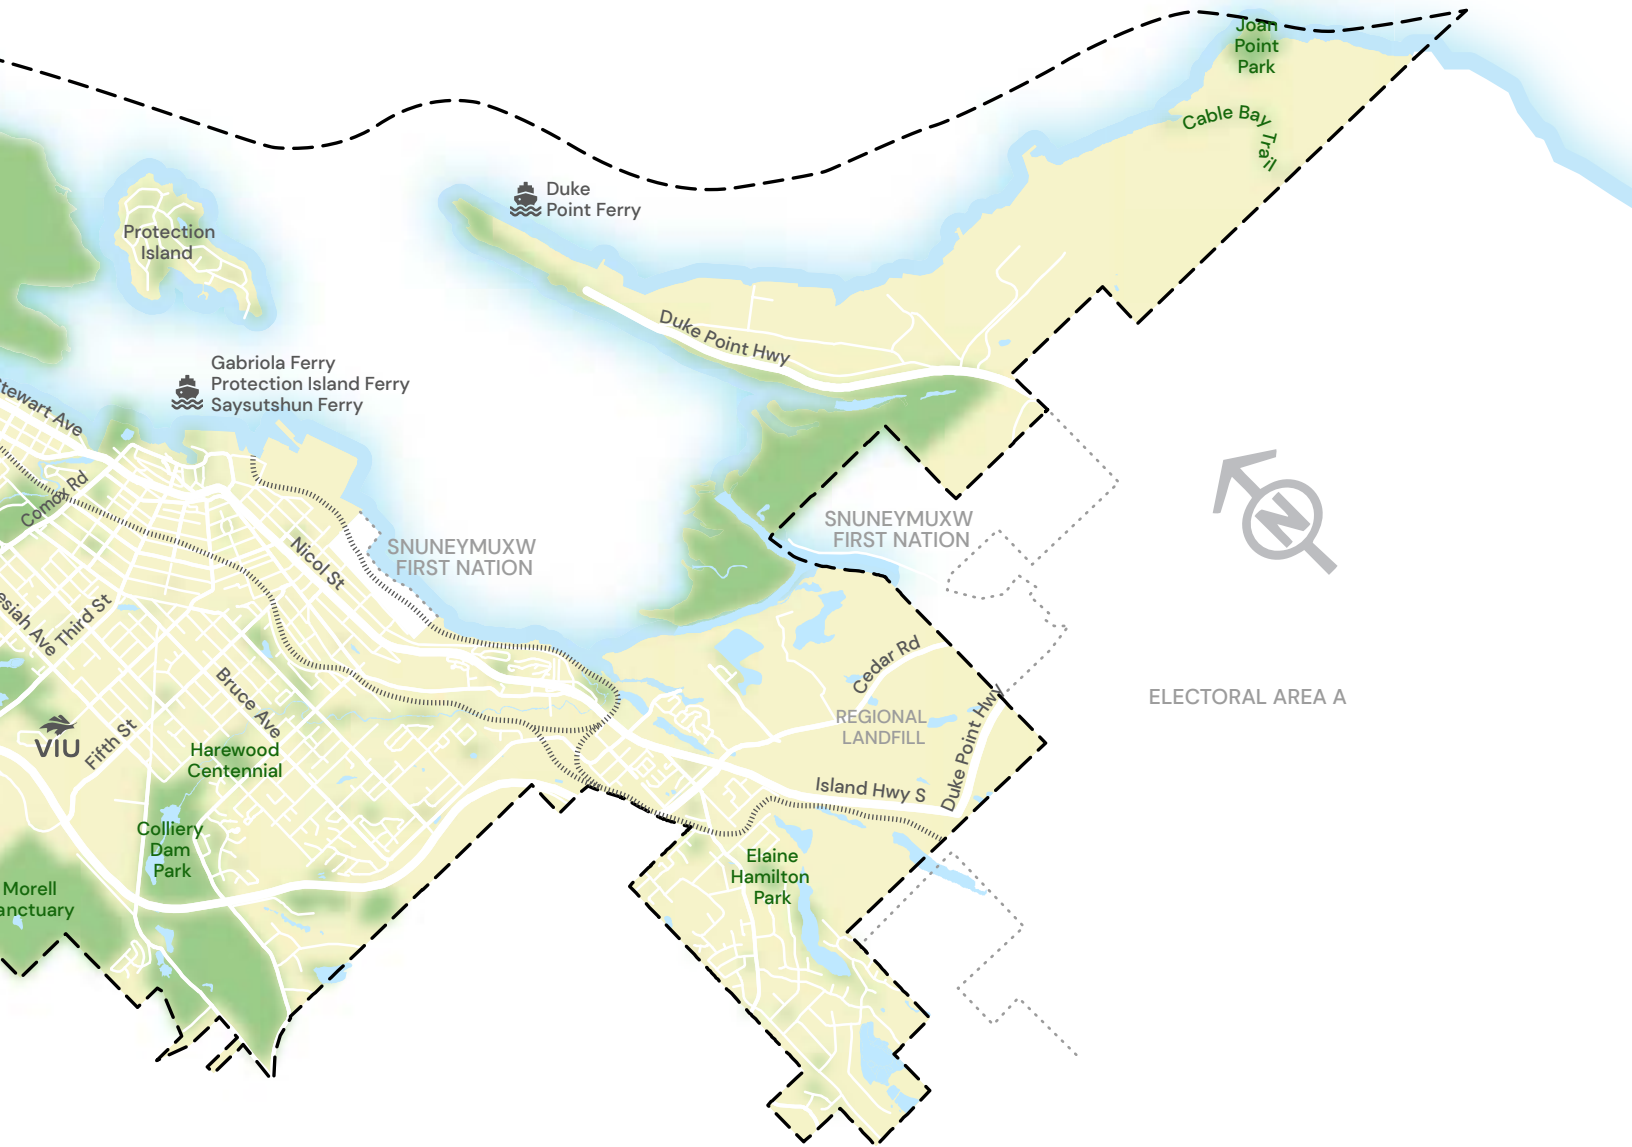 Joan
Point
Park
Cable Bay Trail
Duke
Point Ferry
Protection
Island
Duke Point Hwy
Gabriola Ferry
Protection Island Ferry
Saysutshun Ferry
tewart Ave
Comox Rd
SNUNEYMUXW
FIRST NATION
SNUNEYMUXW
FIRST NATION
N
Nicol St
esiah Ave
Third St
Cedar Rd
Bruce Ave
ELECTORAL AREA A
REGIONAL
LANDFILL
Duke Point Hwy
VIU
Fifth St
Harewood
Centennial
Island Hwy S
Colliery
Dam
Park
Elaine
Hamilton
Park
Morell
anctuary